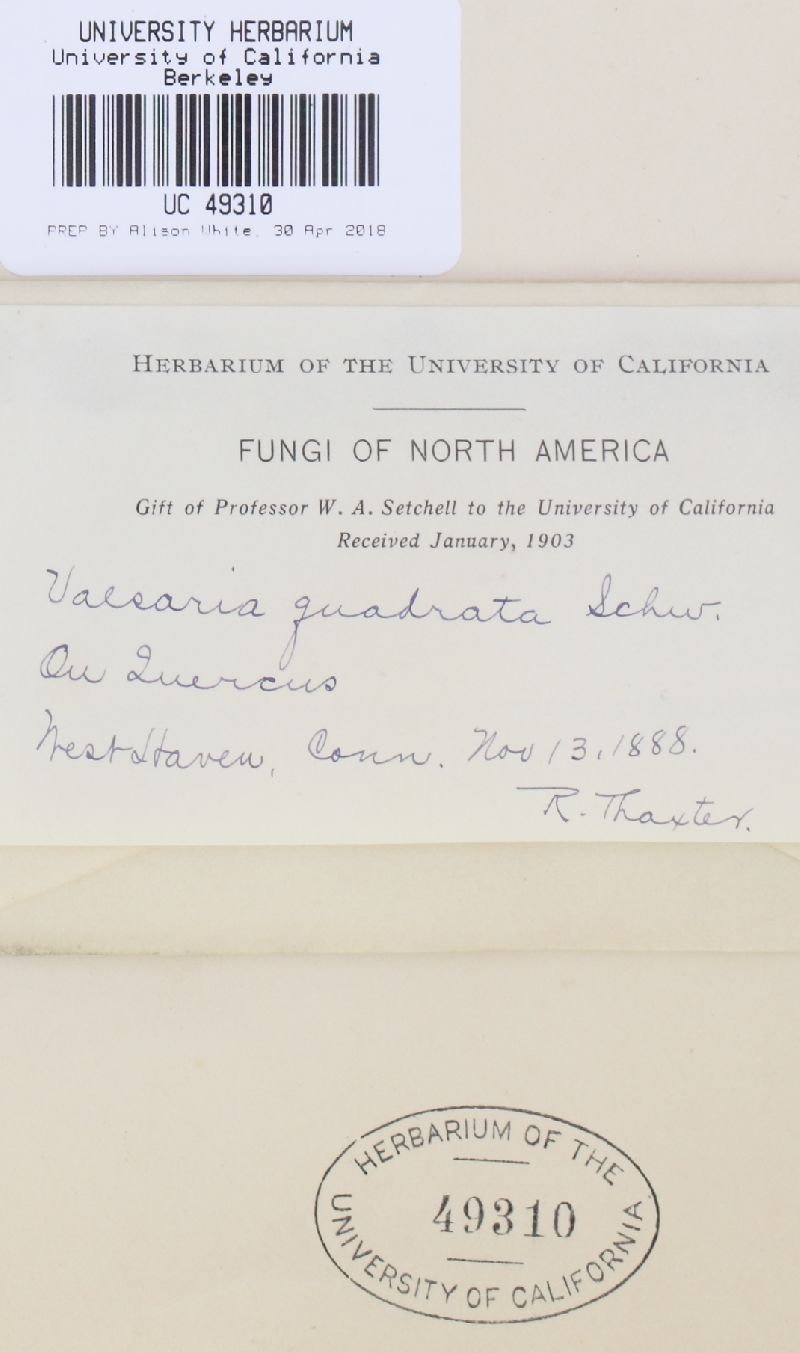 UNIVERSITY HERBARIUM
University of California
Berkeley
UC 49310
PREP BY Alison White, 30 Apr 2018
HERBARIUM OF THE UNIVERSITY OF CALIFORNIA
FUNGI OF NORTH AMERICA
Gift of Professor W. A. Setchell to the University of California
Received January, 1903
Valsaria quadrata Schw.
On Quercus
West Haven, Conn. Nov 13, 1888.
R. Thaxter.
HERBARIUM OF THE
49310
UNIVERSITY OF CALIFORNIA